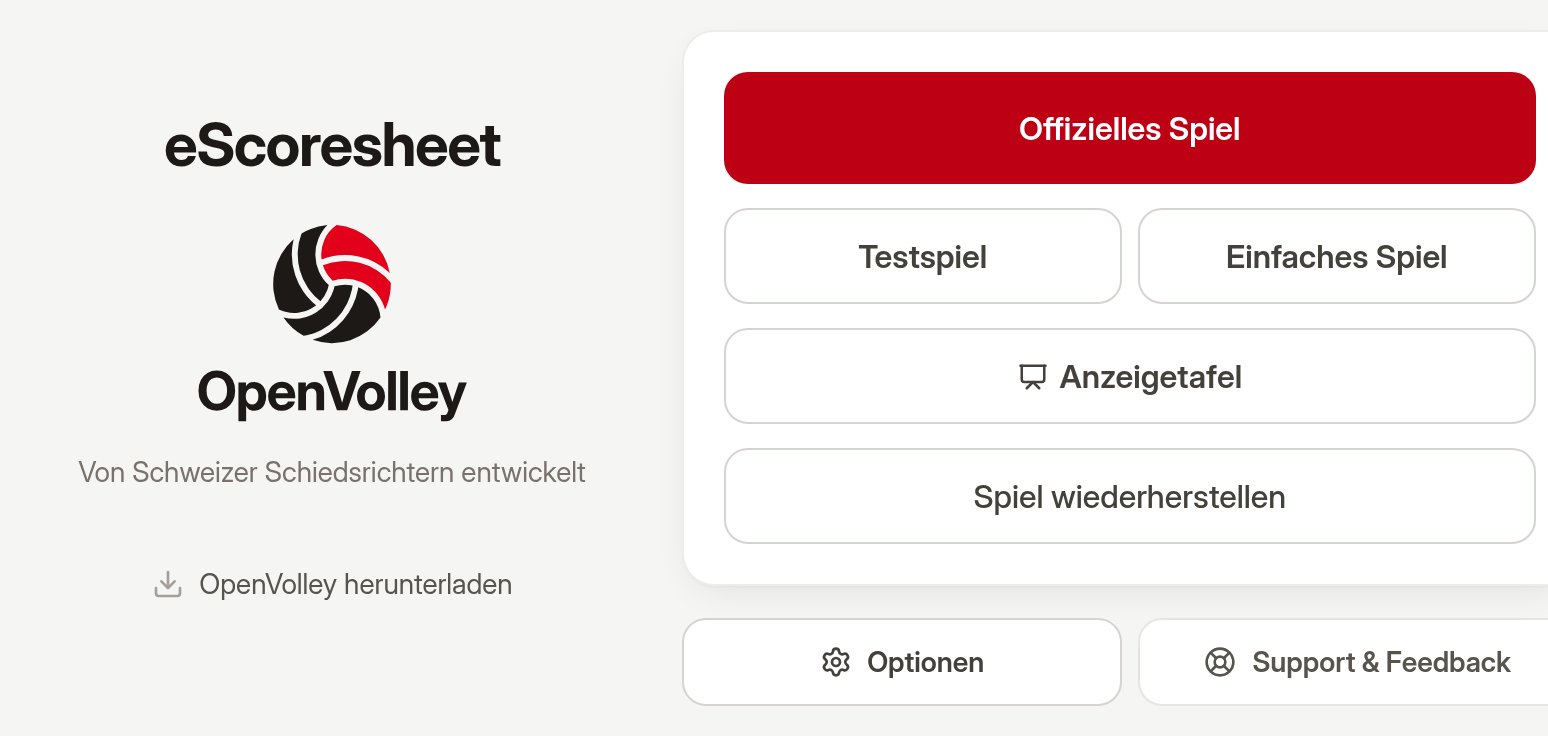 eScoresheet
OpenVolley
Von Schweizer Schiedsrichtern entwickelt
OpenVolley herunterladen
Offizielles Spiel
Testspiel
Einfaches Spiel
Anzeigetafel
Spiel wiederherstellen
Optionen
Support & Feedback